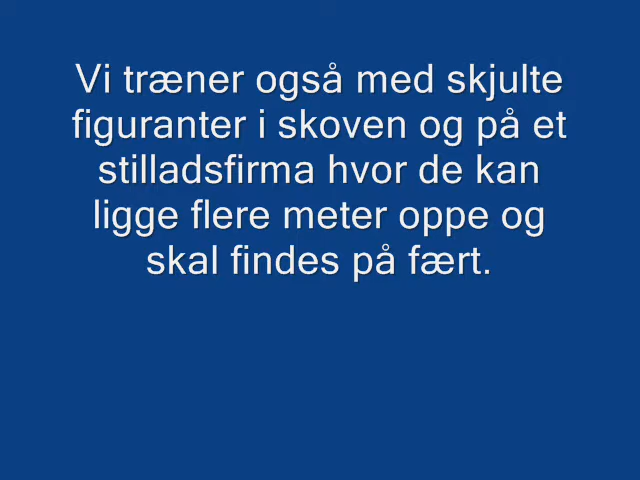 Vi træner også med skjulte
figuranter i skoven og på et
stilladsfirma hvor de kan
ligge flere meter oppe og
skal findes på fært.